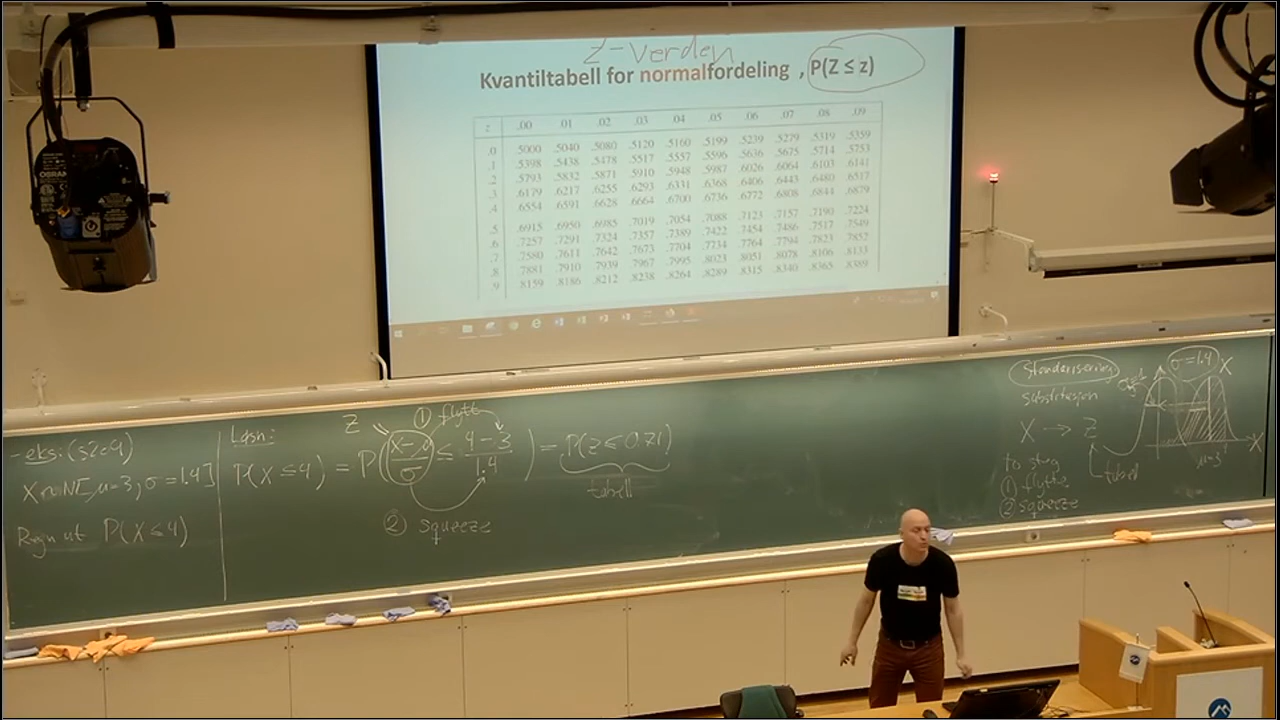 z-verden
Kvantiltabell for normalfordeling , P(Z ≤ z)
z .00 .01 .02 .03 .04 .05 .06 .07 .08 .09
.0 .5000 .5040 .5080 .5120 .5160 .5199 .5239 .5279 .5319 .5359
.1 .5398 .5438 .5478 .5517 .5557 .5596 .5636 .5675 .5714 .5753
.2 .5793 .5832 .5871 .5910 .5948 .5987 .6026 .6064 .6103 .6141
.3 .6179 .6217 .6255 .6293 .6331 .6368 .6406 .6443 .6480 .6517
.4 .6554 .6591 .6628 .6664 .6700 .6736 .6772 .6808 .6844 .6879
.5 .6915 .6950 .6985 .7019 .7054 .7088 .7123 .7157 .7190 .7224
.6 .7257 .7291 .7324 .7357 .7389 .7422 .7454 .7486 .7517 .7549
.7 .7580 .7611 .7642 .7673 .7704 .7734 .7764 .7794 .7823 .7852
.8 .7881 .7910 .7939 .7967 .7995 .8023 .8051 .8078 .8106 .8133
.9 .8159 .8186 .8212 .8238 .8264 .8289 .8315 .8340 .8365 .8389
OSRAM
-eks:
X ~ N[μ=3, σ=1.4]
Regn ut P(X ≤ 4)
Løsn:
Z ① flytt
P(X ≤ 4) = P( x-μ / σ ≤ 4-3 / 1.4 ) = P(z ≤ 0.71)
tabell
② squeeze
Standardisering
substitusjon
X → Z
tabell
to steg
① flytte
② squeeze
σ=1.4 X
μ=3 X